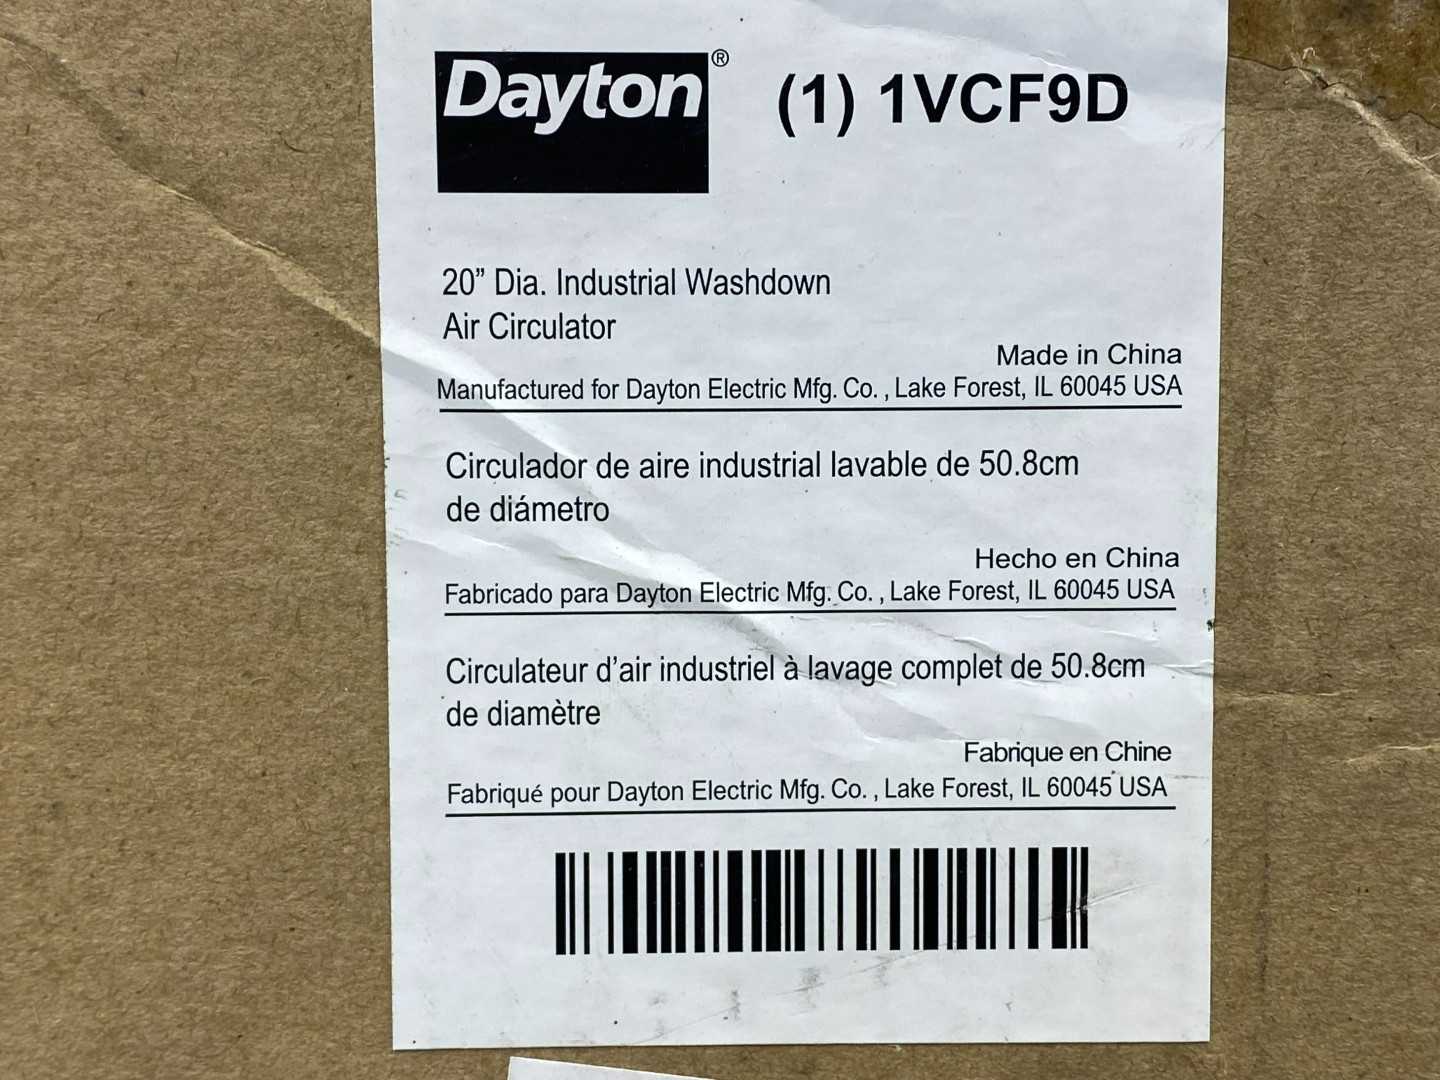 Dayton®
(1) 1VCF9D
20” Dia. Industrial Washdown
Air Circulator
Made in China
Manufactured for Dayton Electric Mfg. Co. , Lake Forest, IL 60045 USA
Circulador de aire industrial lavable de 50.8cm
de diámetro
Hecho en China
Fabricado para Dayton Electric Mfg. Co. , Lake Forest, IL 60045 USA
Circulateur d’air industriel à lavage complet de 50.8cm
de diamètre
Fabrique en Chine
Fabriqué pour Dayton Electric Mfg. Co. , Lake Forest, IL 60045 USA